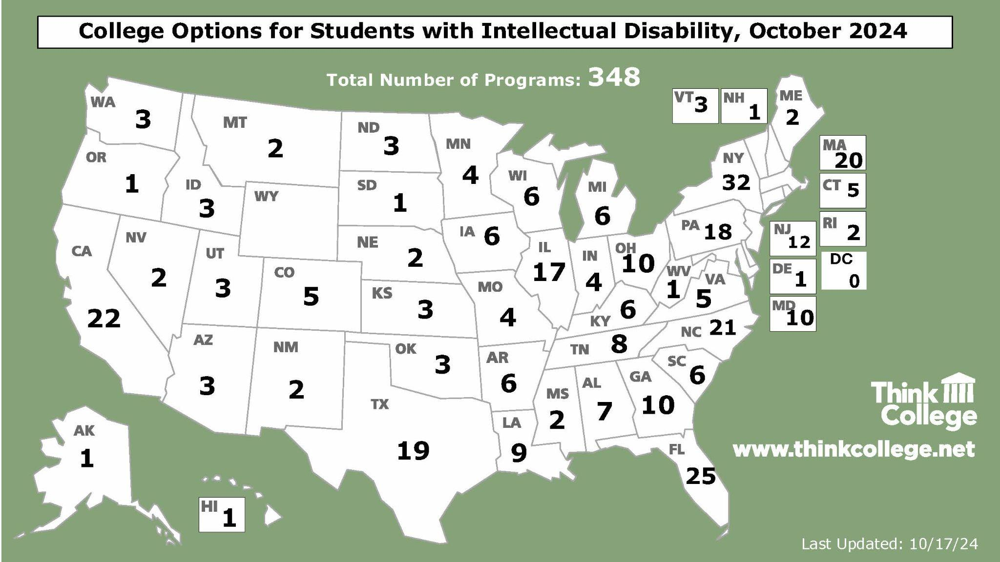 College Options for Students with Intellectual Disability, October 2024
Total Number of Programs: 348
WA
3
MT
2
ND
3
MN
4
VT 3
NH 1
ME
2
OR
1
ID
3
WY
SD
1
WI
6
MI
6
NY
32
MA
20
CT 5
RI 2
NJ
12
DC
0
DE 1
MD
10
PA 18
CA
22
NV
2
UT
3
CO
5
NE
2
IA 6
IL
17
IN
4
OH
10
WV
1
VA
5
KS
3
MO
4
KY 6
NC 21
TN 8
SC
6
AZ
3
NM
2
OK
3
AR
6
MS
2
AL
7
GA
10
TX
19
LA
9
FL
25
AK
1
HI 1
Think
College
www.thinkcollege.net
Last Updated: 10/17/24